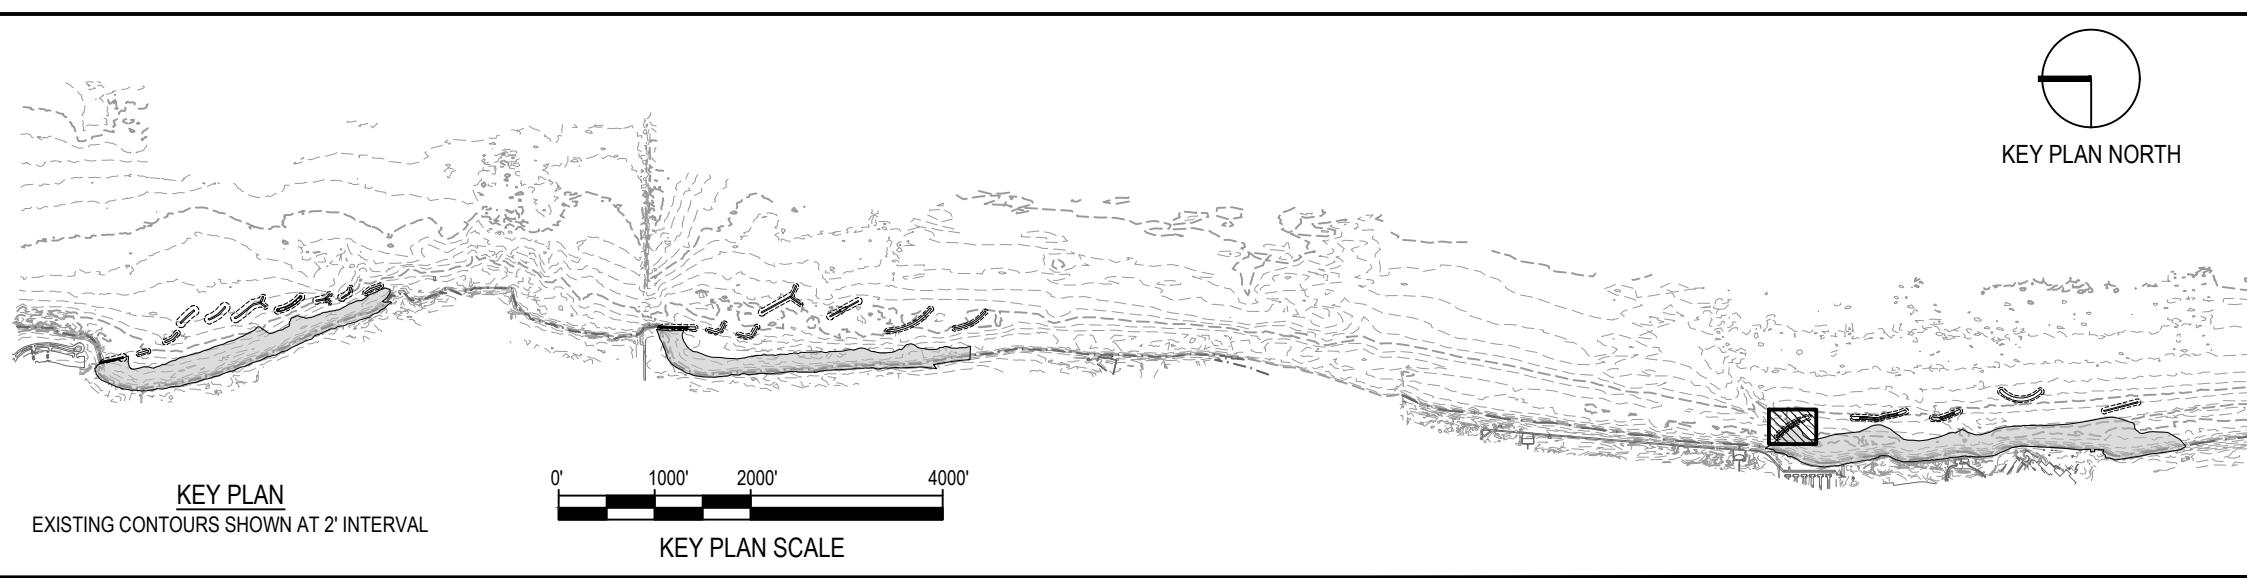 KEY PLAN NORTH
KEY PLAN
EXISTING CONTOURS SHOWN AT 2' INTERVAL
0' 1000' 2000' 4000'
KEY PLAN SCALE